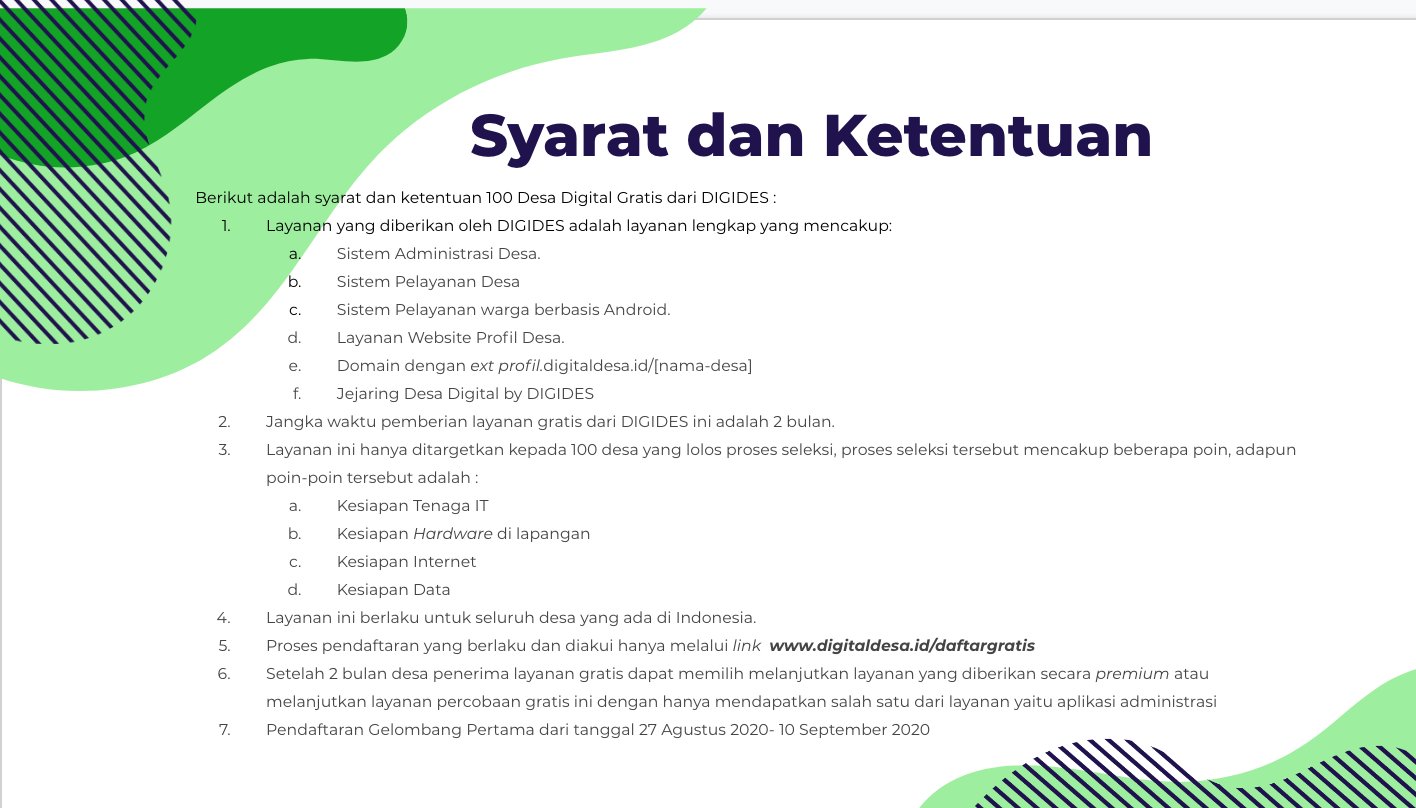 Syarat dan Ketentuan
Berikut adalah syarat dan ketentuan 100 Desa Digital Gratis dari DIGIDES :
1. Layanan yang diberikan oleh DIGIDES adalah layanan lengkap yang mencakup:
a. Sistem Administrasi Desa.
b. Sistem Pelayanan Desa
c. Sistem Pelayanan warga berbasis Android.
d. Layanan Website Profil Desa.
e. Domain dengan ext profil.digitaldesa.id/[nama-desa]
f. Jejaring Desa Digital by DIGIDES
2. Jangka waktu pemberian layanan gratis dari DIGIDES ini adalah 2 bulan.
3. Layanan ini hanya ditargetkan kepada 100 desa yang lolos proses seleksi, proses seleksi tersebut mencakup beberapa poin, adapun
poin-poin tersebut adalah :
a. Kesiapan Tenaga IT
b. Kesiapan Hardware di lapangan
c. Kesiapan Internet
d. Kesiapan Data
4. Layanan ini berlaku untuk seluruh desa yang ada di Indonesia.
5. Proses pendaftaran yang berlaku dan diakui hanya melalui link www.digitaldesa.id/daftargratis
6. Setelah 2 bulan desa penerima layanan gratis dapat memilih melanjutkan layanan yang diberikan secara premium atau
melanjutkan layanan percobaan gratis ini dengan hanya mendapatkan salah satu dari layanan yaitu aplikasi administrasi
7. Pendaftaran Gelombang Pertama dari tanggal 27 Agustus 2020- 10 September 2020